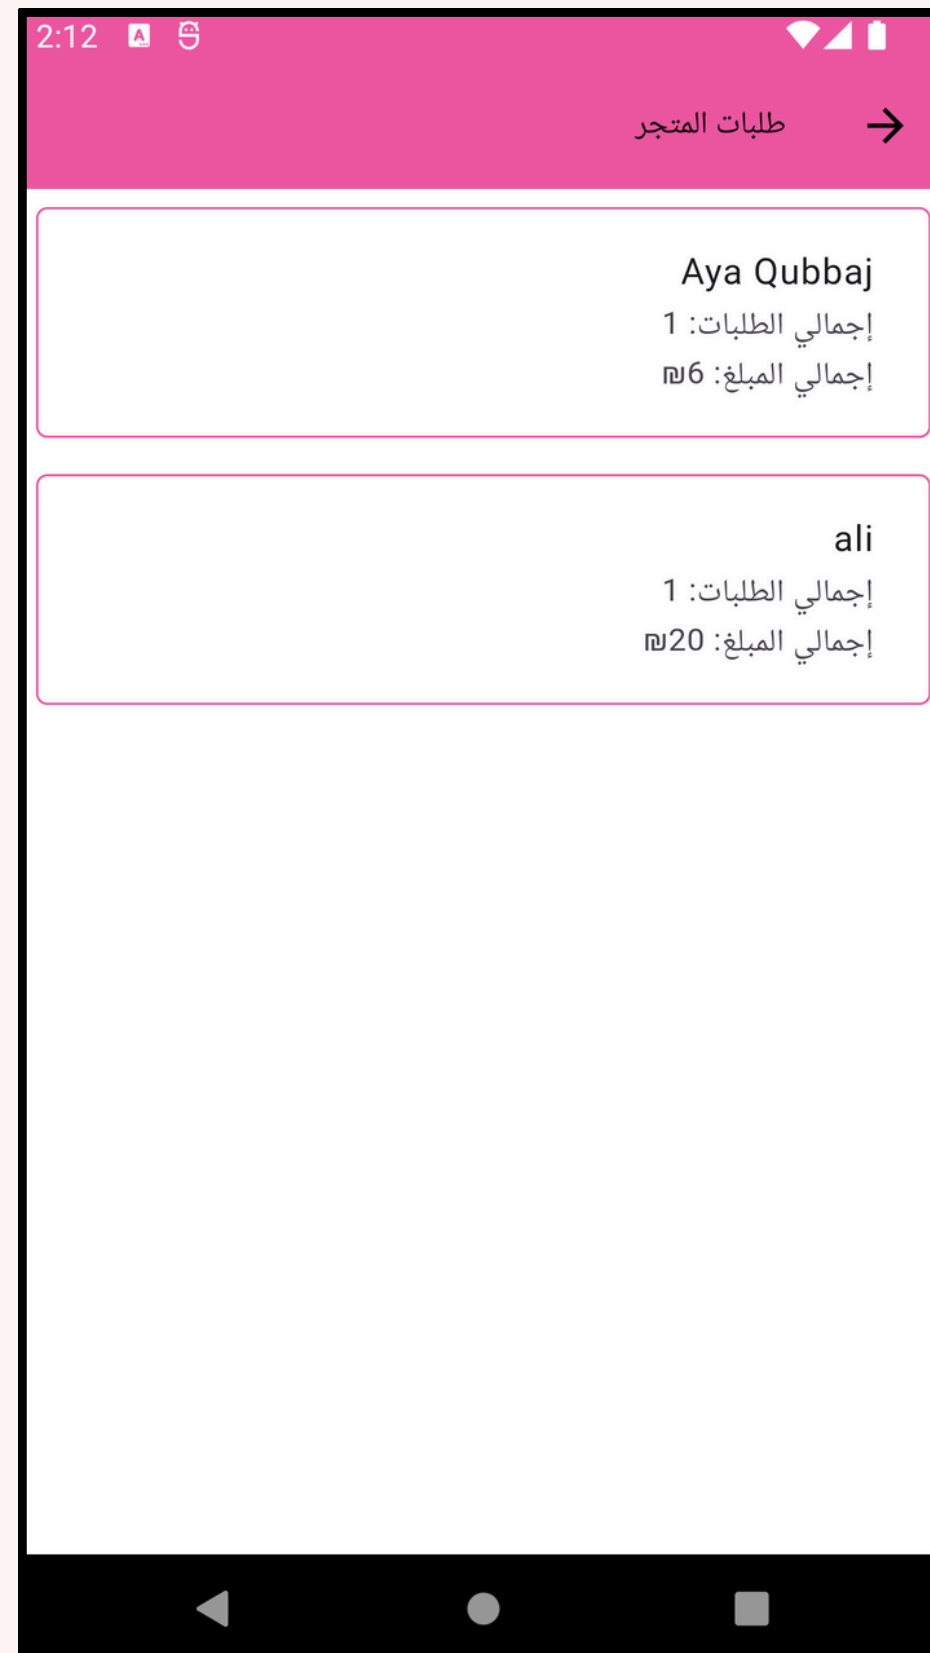 2:12
طلبات المتجر
Aya Qubbaj
إجمالي الطلبات: 1
إجمالي المبلغ: 6₪
ali
إجمالي الطلبات: 1
إجمالي المبلغ: 20₪